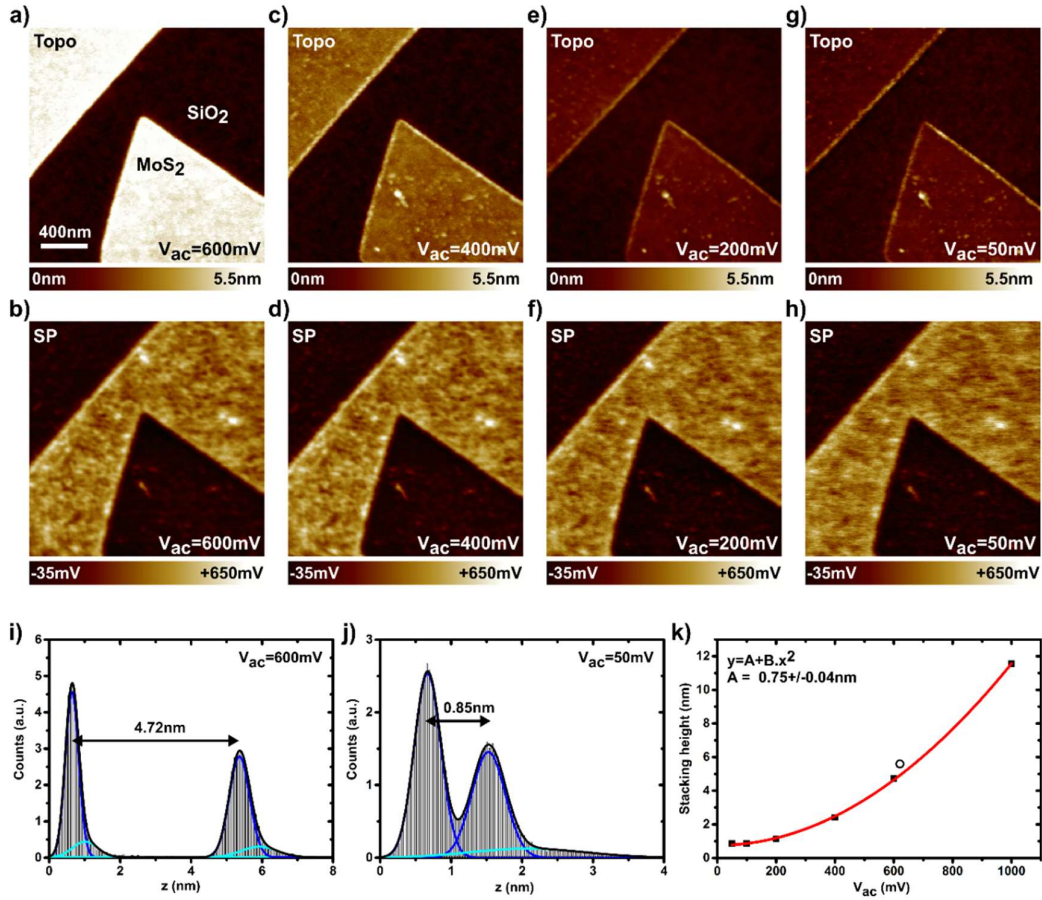 a) c) e) g)
Topo Topo Topo Topo
SiO2
MoS2
400nm
Vac=600mV Vac=400mV Vac=200mV Vac=50mV
0nm 5.5nm 0nm 5.5nm 0nm 5.5nm 0nm 5.5nm
b) d) f) h)
SP SP SP SP
Vac=600mV Vac=400mV Vac=200mV Vac=50mV
-35mV +650mV -35mV +650mV -35mV +650mV -35mV +650mV
i)
Vac=600mV
4.72nm
Counts (a.u.)
6
5
4
3
2
1
0
0 2 4 6 8
z (nm)
j)
Vac=50mV
0.85nm
Counts (a.u.)
3
2
1
0
0 1 2 3 4
z (nm)
k)
y=A+B.x2
A = 0.75+/-0.04nm
Stacking height (nm)
12
10
8
6
4
2
0
0 200 400 600 800 1000
Vac (mV)